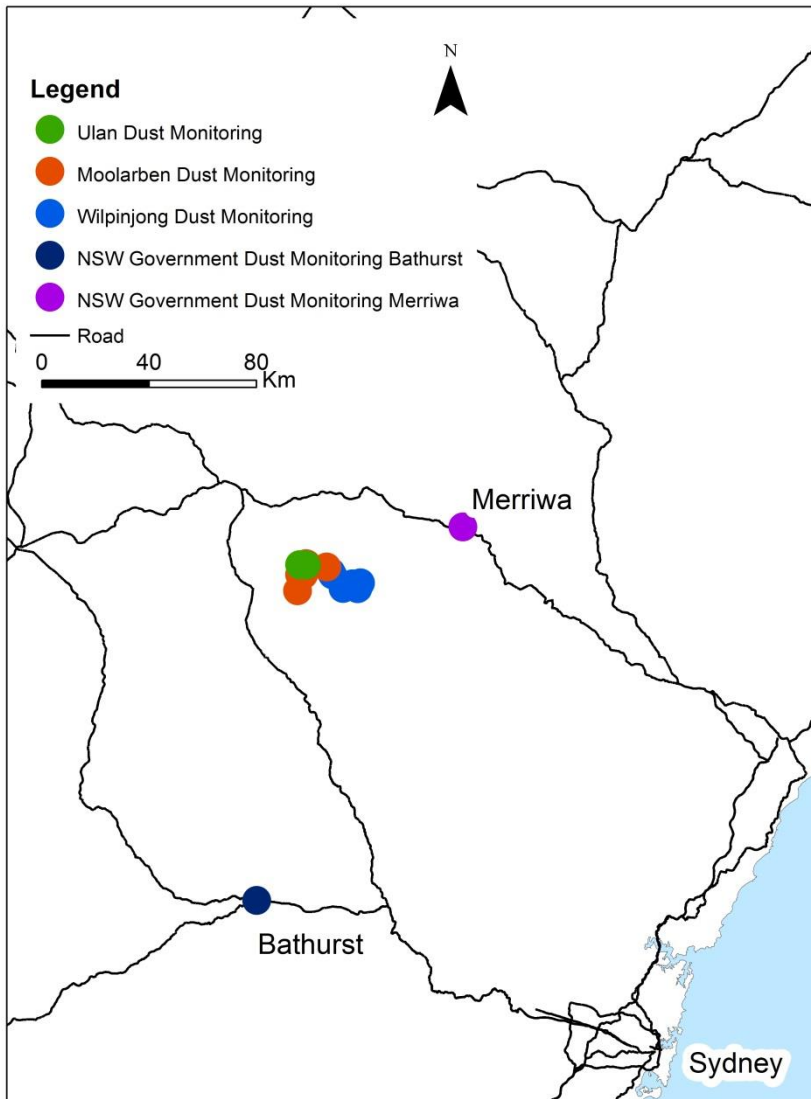 N
Legend
Ulan Dust Monitoring
Moolarben Dust Monitoring
Wilpinjong Dust Monitoring
NSW Government Dust Monitoring Bathurst
NSW Government Dust Monitoring Merriwa
Road
0 40 80
Km
Merriwa
Bathurst
Sydney